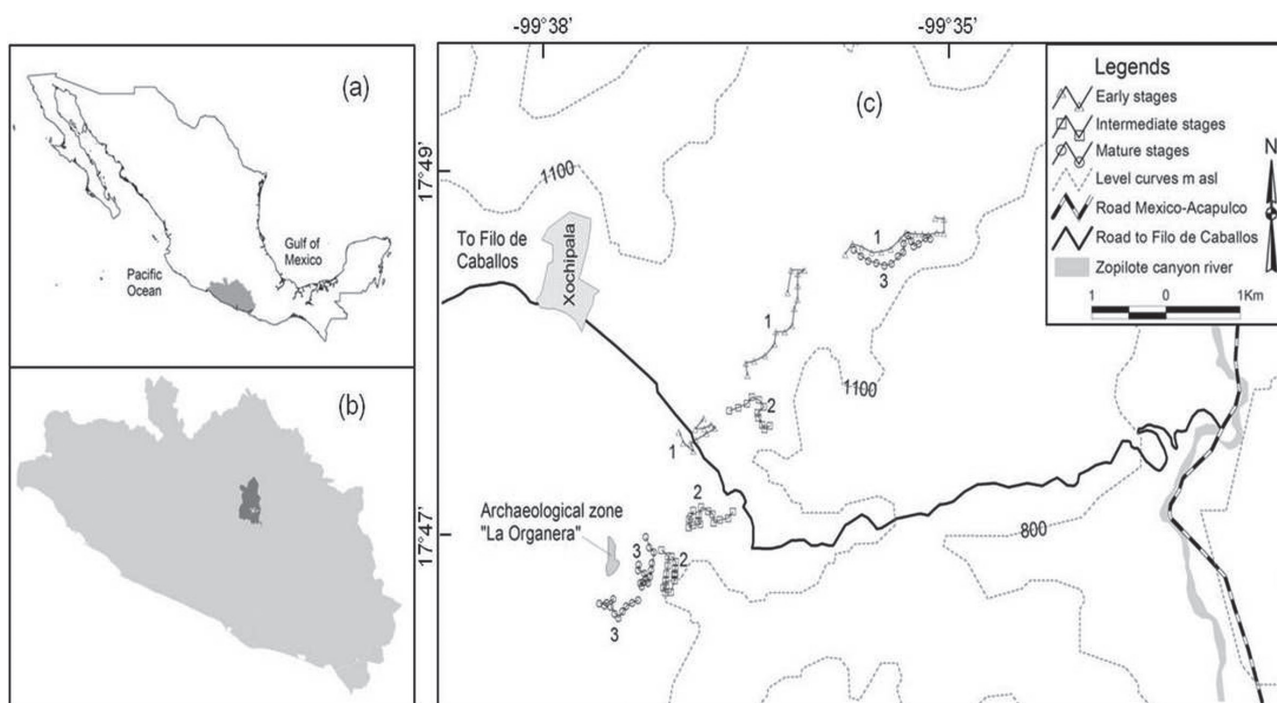 (a)
Gulf of
Mexico
Pacific
Ocean
(b)
-99°38'
-99°35'
(c)
17°49'
17°47'
1100
To Filo de
Caballos
Xochipala
1
3
1
1100
2
1
2
Archaeological zone
"La Organera"
3
2
3
800
Legends
Early stages
Intermediate stages
Mature stages
Level curves m asl
Road Mexico-Acapulco
Road to Filo de Caballos
Zopilote canyon river
N
1 0 1Km